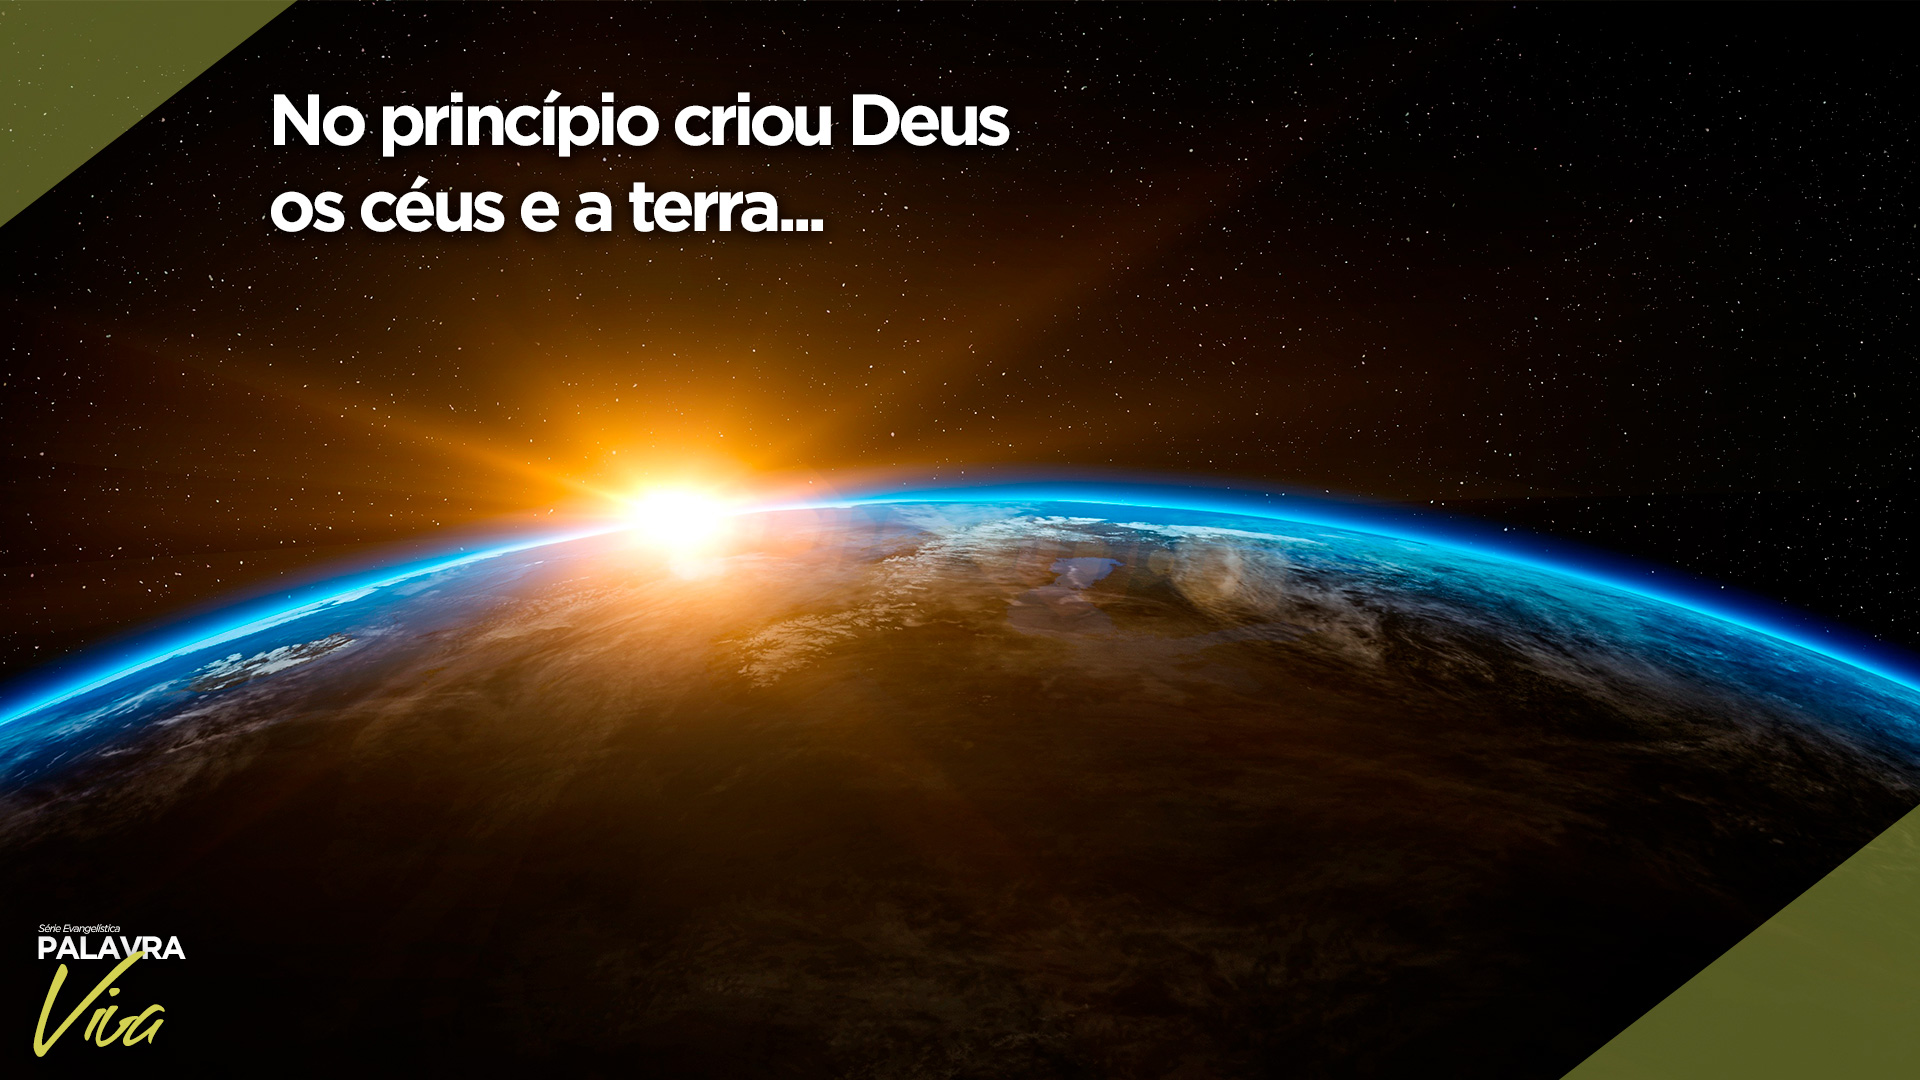 No princípio criou Deus
os céus e a terra...
Série Evangelística
PALAVRA
Viva